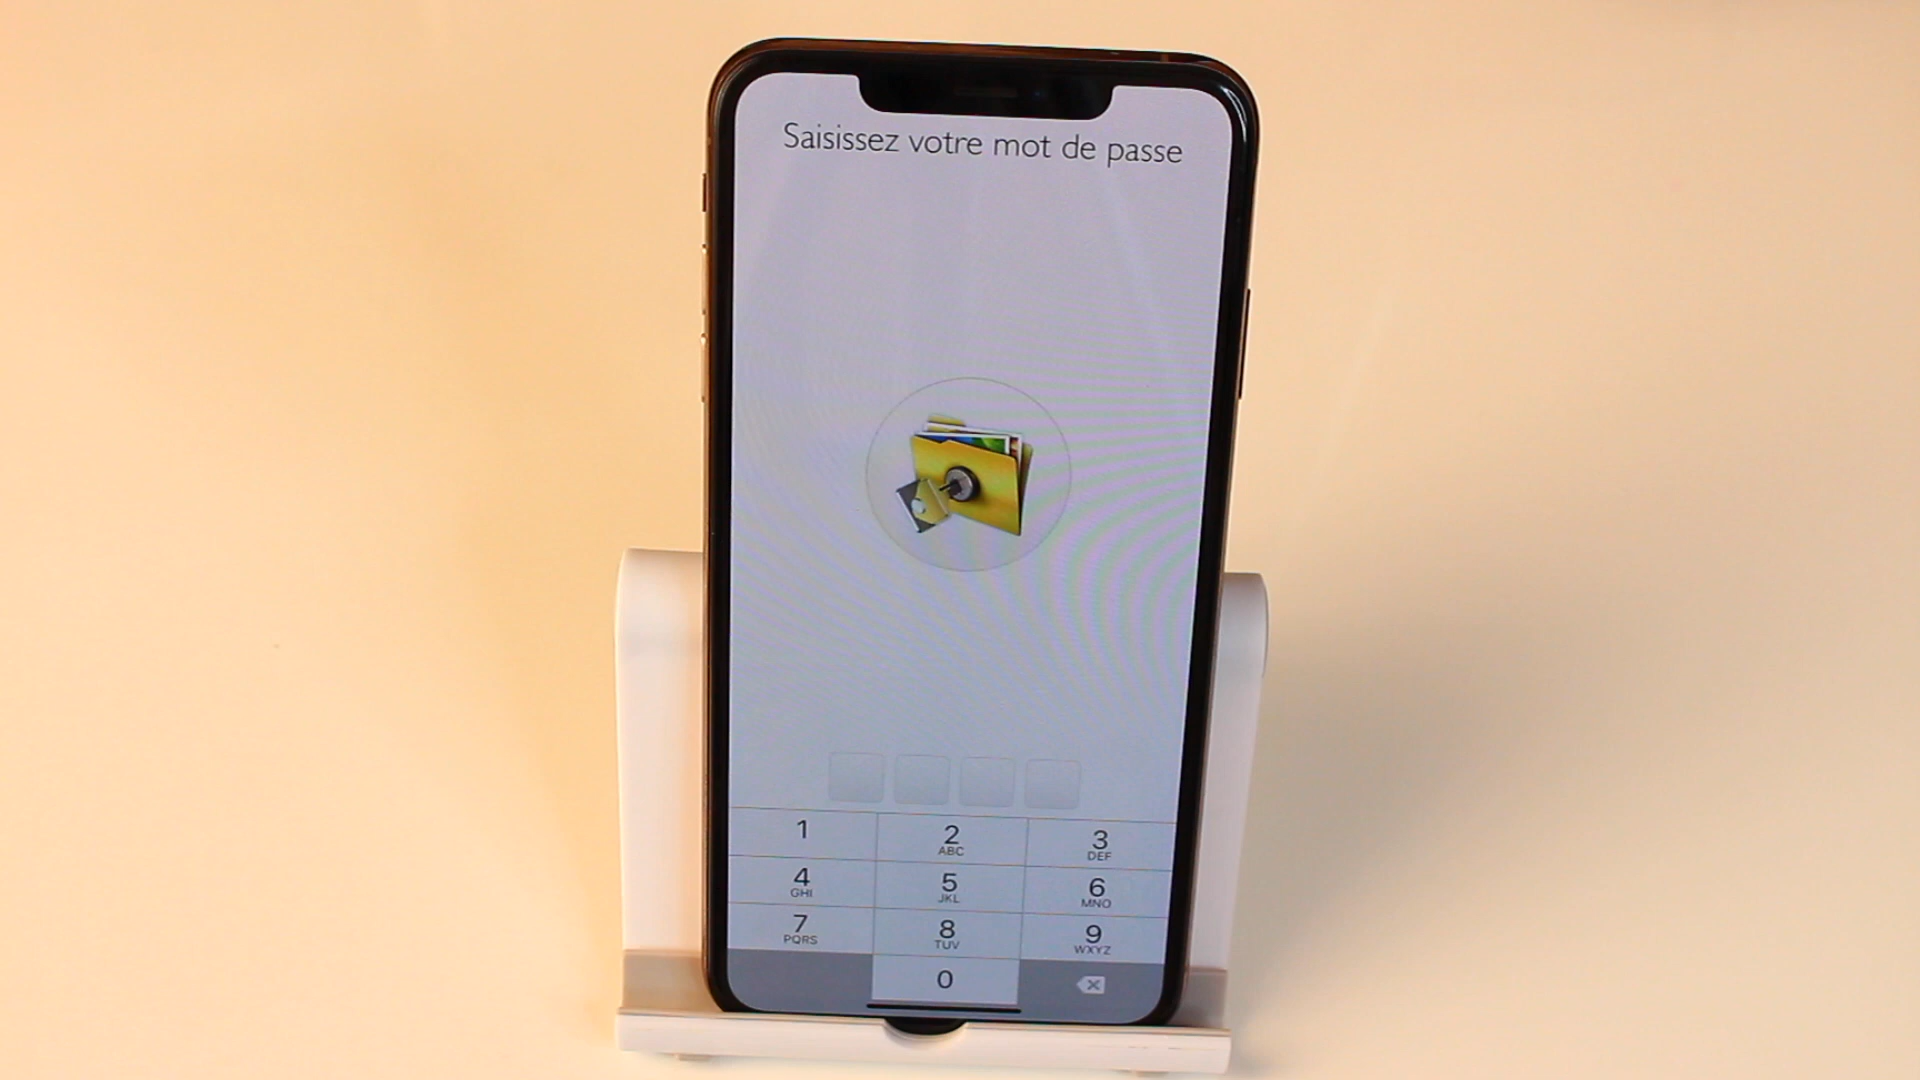 Saisissez votre mot de passe
1 2 3
ABC DEF
4 5 6
GHI JKL MNO
7 8 9
PQRS TUV WXYZ
0